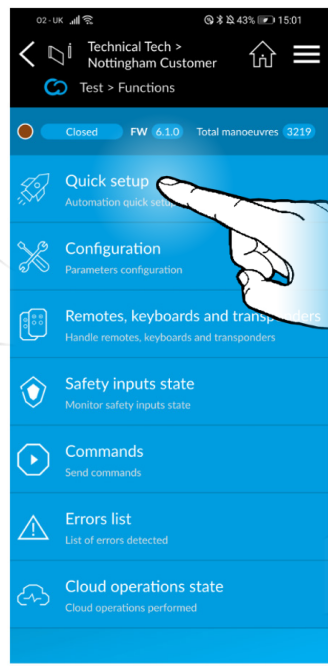 O2-UK 43% 15:01
Technical Tech >
Nottingham Customer
Test > Functions
Closed FW 6.1.0 Total manoeuvres 3219
Quick setup
Automation quick
Configuration
Parameters configuration
Remotes, keyboards and
Handle remotes, keyboards and transponders
Safety inputs state
Monitor safety inputs state
Commands
Send commands
Errors list
List of errors detected
Cloud operations state
Cloud operations performed